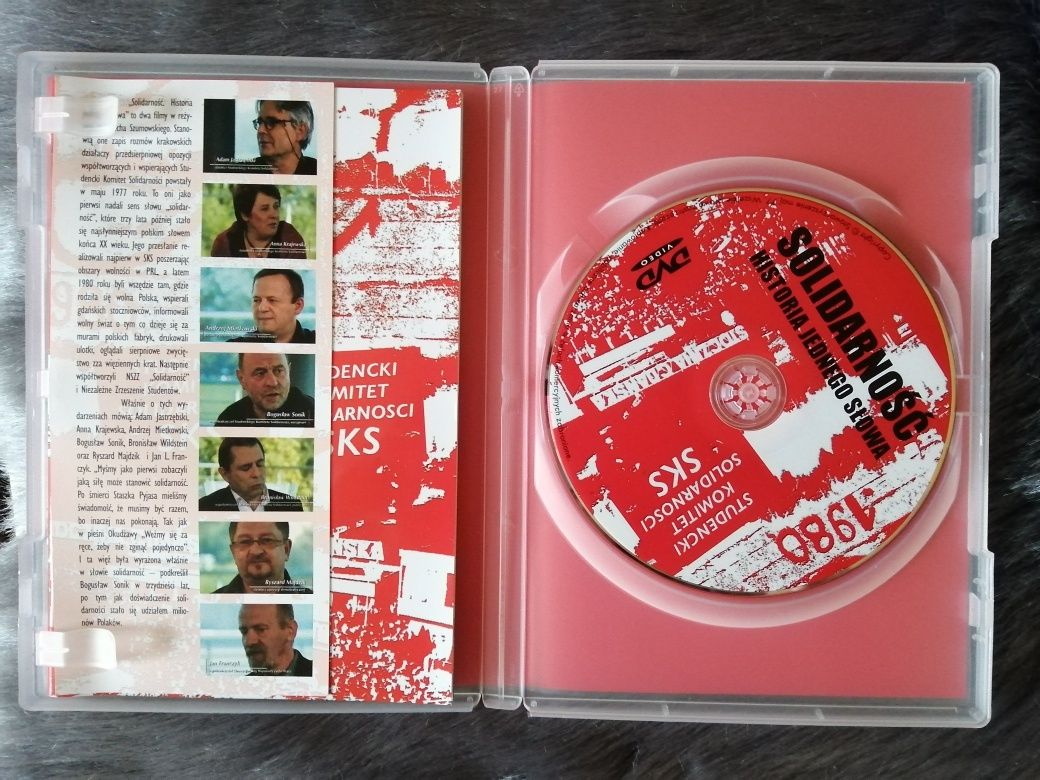 „Solidarność. Historia
to dwa filmy w reży-
Szumowskiego. Stano-
wią one zapis rozmów krakowskich
działaczy przedsierpniowej opozycji
współtworzących i wspierających Stu-
dencki Komitet Solidarności powstały
w maju 1977 roku. To oni jako
pierwsi nadali sens słowu „solidar-
ność”, które trzy lata później stało
się najsłynniejszym polskim słowem
końca XX wieku. Jego przesłanie re-
alizowali najpierw w SKS poszerzając
obszary wolności w PRL, a latem
1980 roku byli wszędzie tam, gdzie
rodziła się wolna Polska, wspierali
gdańskich stoczniowców, informowali
wolny świat o tym co dzieje się za
murami polskich fabryk, drukowali
ulotki, oglądali sierpniowe zwycię-
stwo zza więziennych krat. Następnie
współtworzyli NSZZ „Solidarność”
i Niezależne Zrzeszenie Studentów.
Właśnie o tych wy-
darzeniach mówią: Adam Jastrzębski,
Anna Krajewska, Andrzej Mietkowski,
Bogusław Sonik, Bronisław Wildstein
oraz Ryszard Majdzik i Jan L. Fran-
czyk. „Myśmy jako pierwsi zobaczyli
jaką siłę może stanowić solidarność.
Po śmierci Staszka Pyjasa mieliśmy
świadomość, że musimy być razem,
bo inaczej nas pokonają. Tak jak
w pieśni Okudżawy “Weźmy się za
ręce, żeby nie zginąć pojedynczo”.
I ta więź była wyrażona właśnie
w słowie solidarność – podkreślił
Bogusław Sonik w trzydzieści lat,
po tym jak doświadczenie soli-
darności stało się udziałem milio-
nów Polaków.
Adam Jastrzębski
Anna Krajewska
Andrzej Mietkowski
Bogusław Sonik
Bronisław Wildstein
Ryszard Majdzik
Jan Franczyk
DENCKI
OMITET
DARNOSCI
SKS
ŃSKA
DVD
VIDEO
SOLIDARNOŚĆ
HISTORIA JEDNEGO SŁOWA
STOCZNIA GDAŃSKA
STUDENCKI
KOMITET
SOLIDARNOSCI
SKS
1980